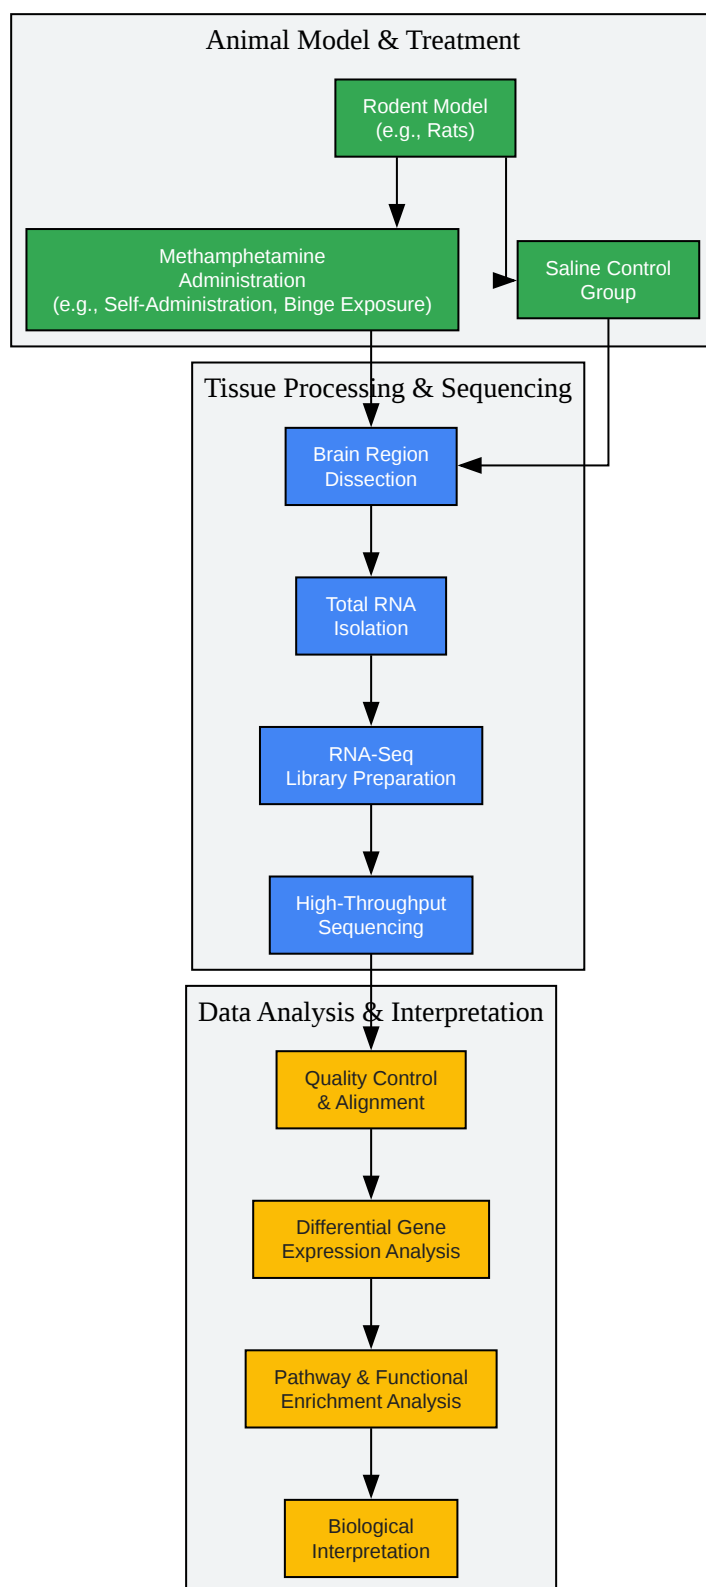 Animal Model & Treatment
Rodent Model
(e.g., Rats)
Methamphetamine
Administration
(e.g., Self-Administration, Binge Exposure)
Saline Control
Group
Tissue Processing & Sequencing
Brain Region
Dissection
Total RNA
Isolation
RNA-Seq
Library Preparation
High-Throughput
Sequencing
Data Analysis & Interpretation
Quality Control
& Alignment
Differential Gene
Expression Analysis
Pathway & Functional
Enrichment Analysis
Biological
Interpretation